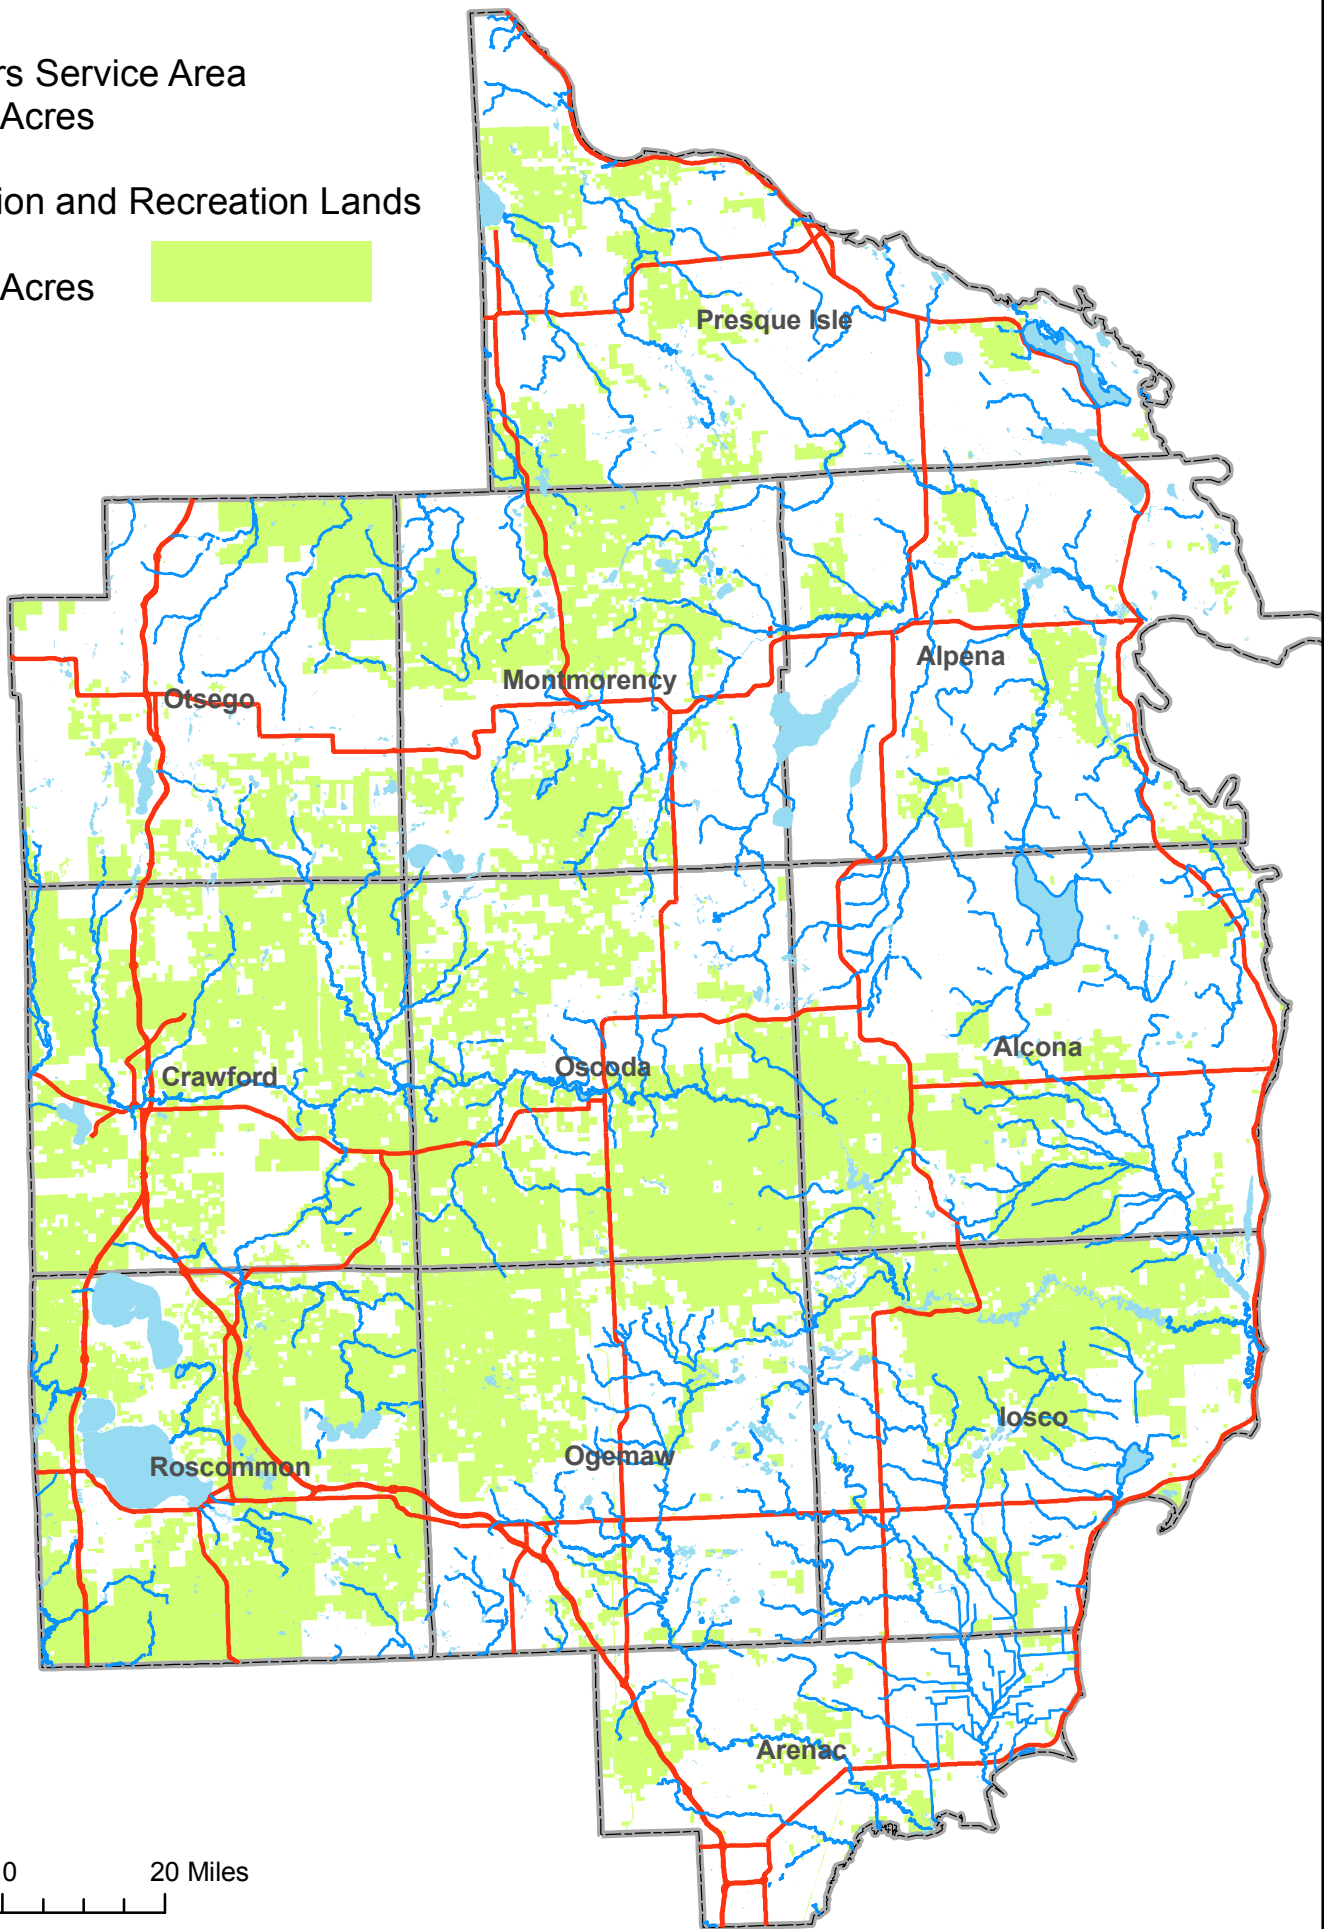 rs Service Area
Acres
ion and Recreation Lands
Acres
Presque Isle
Otsego
Montmorency
Alpena
Crawford
Oscoda
Alcona
Roscommon
Ogemaw
Iosco
Arenac
0 20 Miles